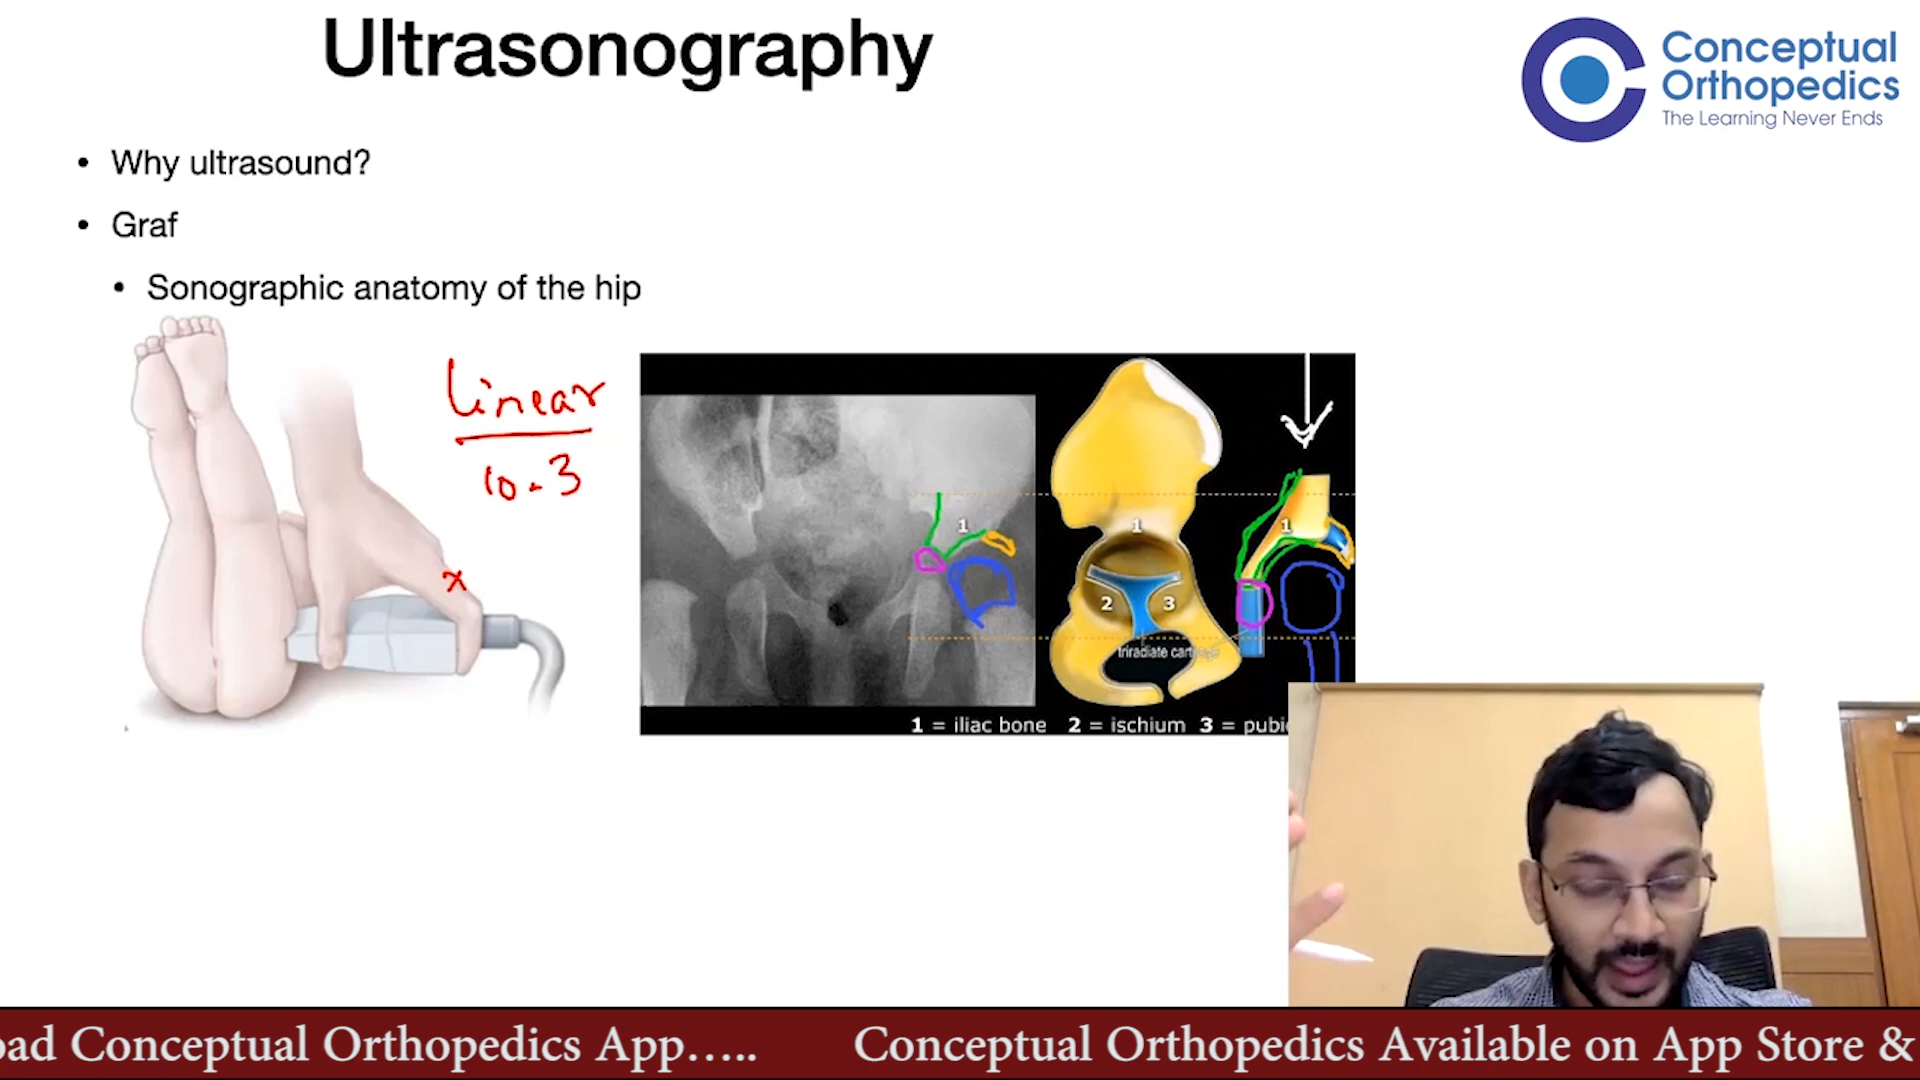 Ultrasonography
Conceptual
Orthopedics
The Learning Never Ends
• Why ultrasound?
• Graf
• Sonographic anatomy of the hip
Linear
10.3
x
1
1
1
2
3
triradiate
1 = iliac bone 2 = ischium 3 = pubi
oad Conceptual Orthopedics App..... Conceptual Orthopedics Available on App Store &